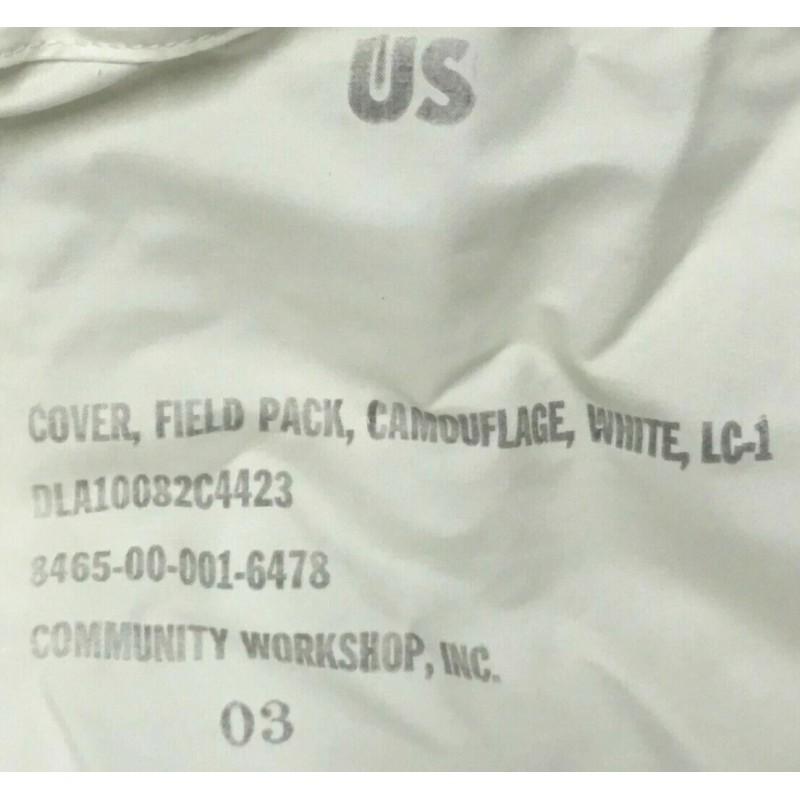 US
COVER, FIELD PACK, CAMOUFLAGE, WHITE, LC-1
DLA10082C4423
8465-00-001-6478
COMMUNITY WORKSHOP, INC.
03